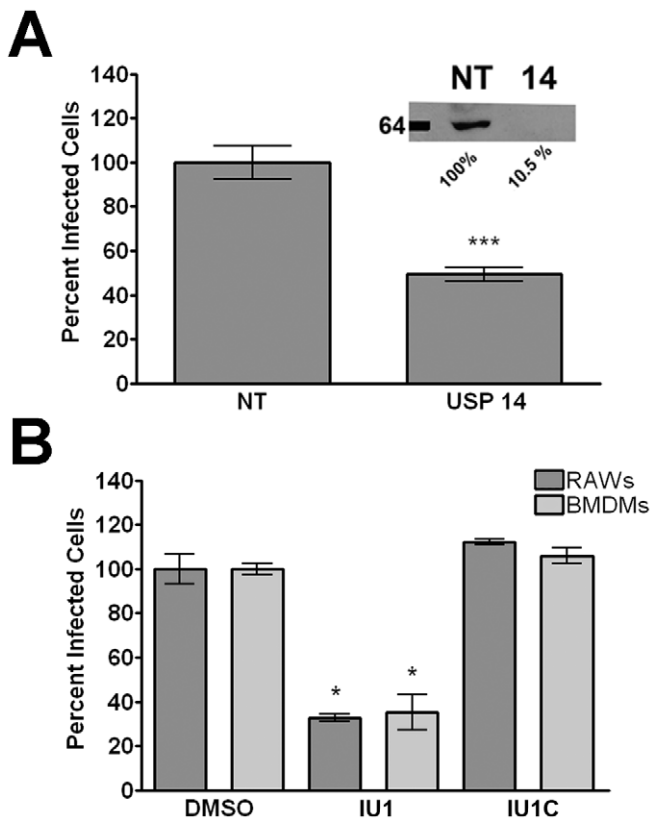 A
Percent Infected Cells
140
120
100
80
60
40
20
0
NT 14
64
100% 10.5 %
***
NT USP 14
B
Percent Infected Cells
140
120
100
80
60
40
20
0
RAWs
BMDMs
* *
DMSO IU1 IU1C